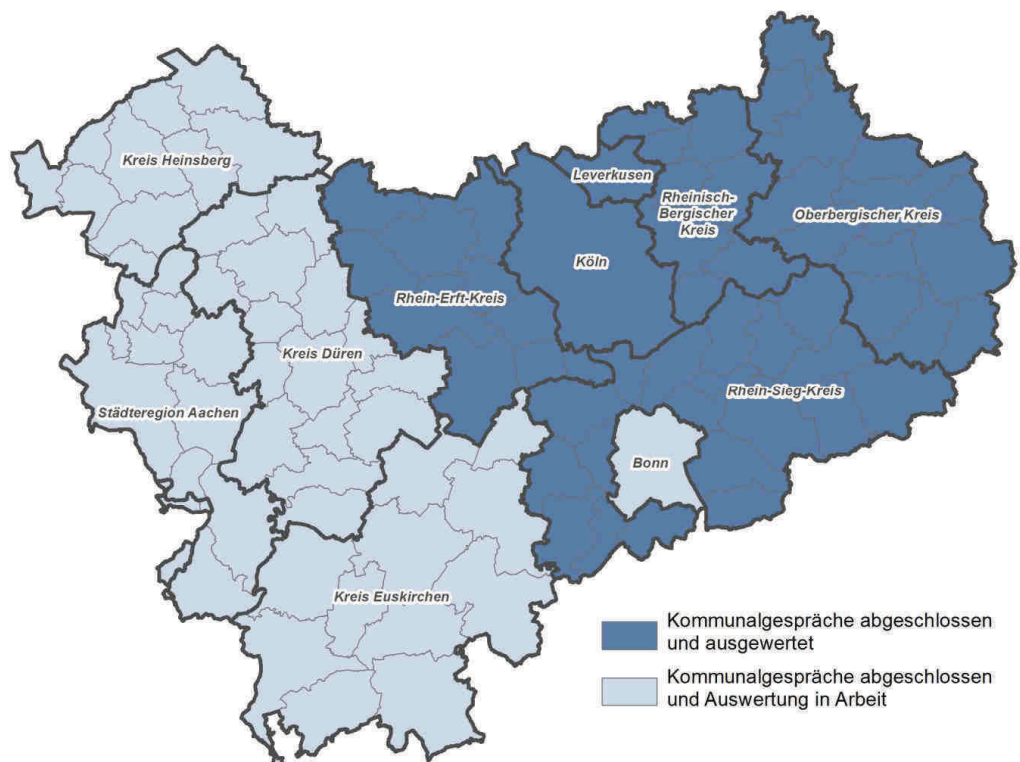 Kreis Heinsberg
Leverkusen
Rheinisch-
Bergischer
Kreis
Oberbergischer Kreis
Köln
Rhein-Erft-Kreis
Kreis Düren
Rhein-Sieg-Kreis
Städteregion Aachen
Bonn
Kreis Euskirchen
Kommunalgespräche abgeschlossen
und ausgewertet
Kommunalgespräche abgeschlossen
und Auswertung in Arbeit